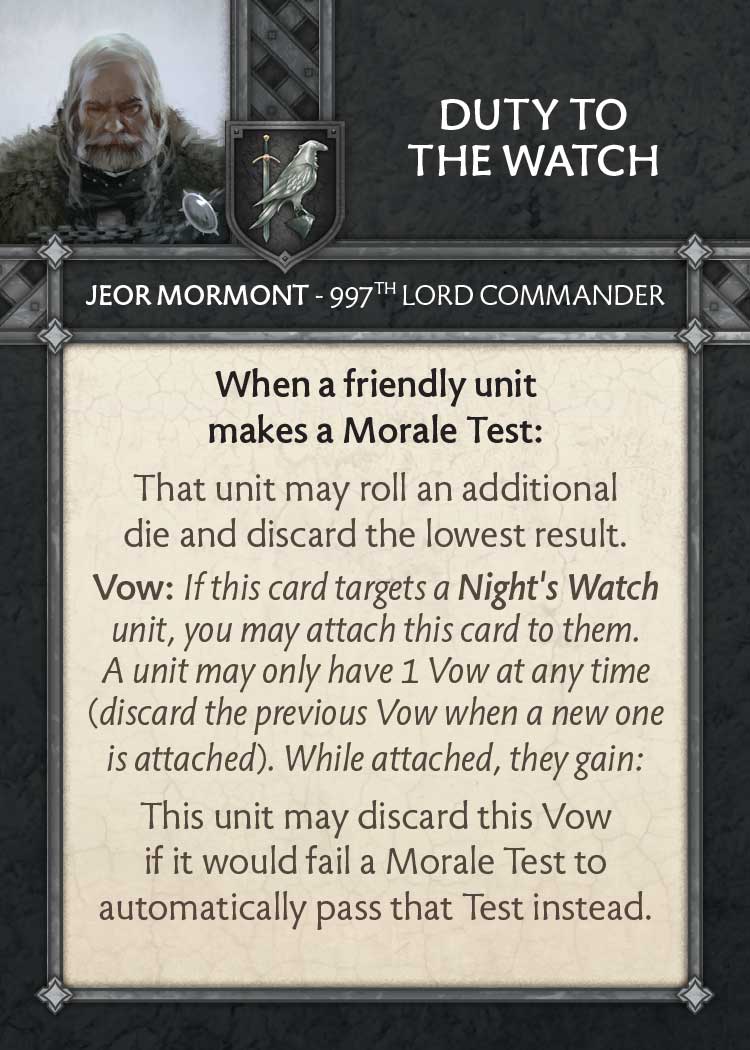 DUTY TO
THE WATCH
JEOR MORMONT - 997TH LORD COMMANDER
When a friendly unit
makes a Morale Test:
That unit may roll an additional
die and discard the lowest result.
Vow: If this card targets a Night's Watch
unit, you may attach this card to them.
A unit may only have 1 Vow at any time
(discard the previous Vow when a new one
is attached). While attached, they gain:
This unit may discard this Vow
if it would fail a Morale Test to
automatically pass that Test instead.